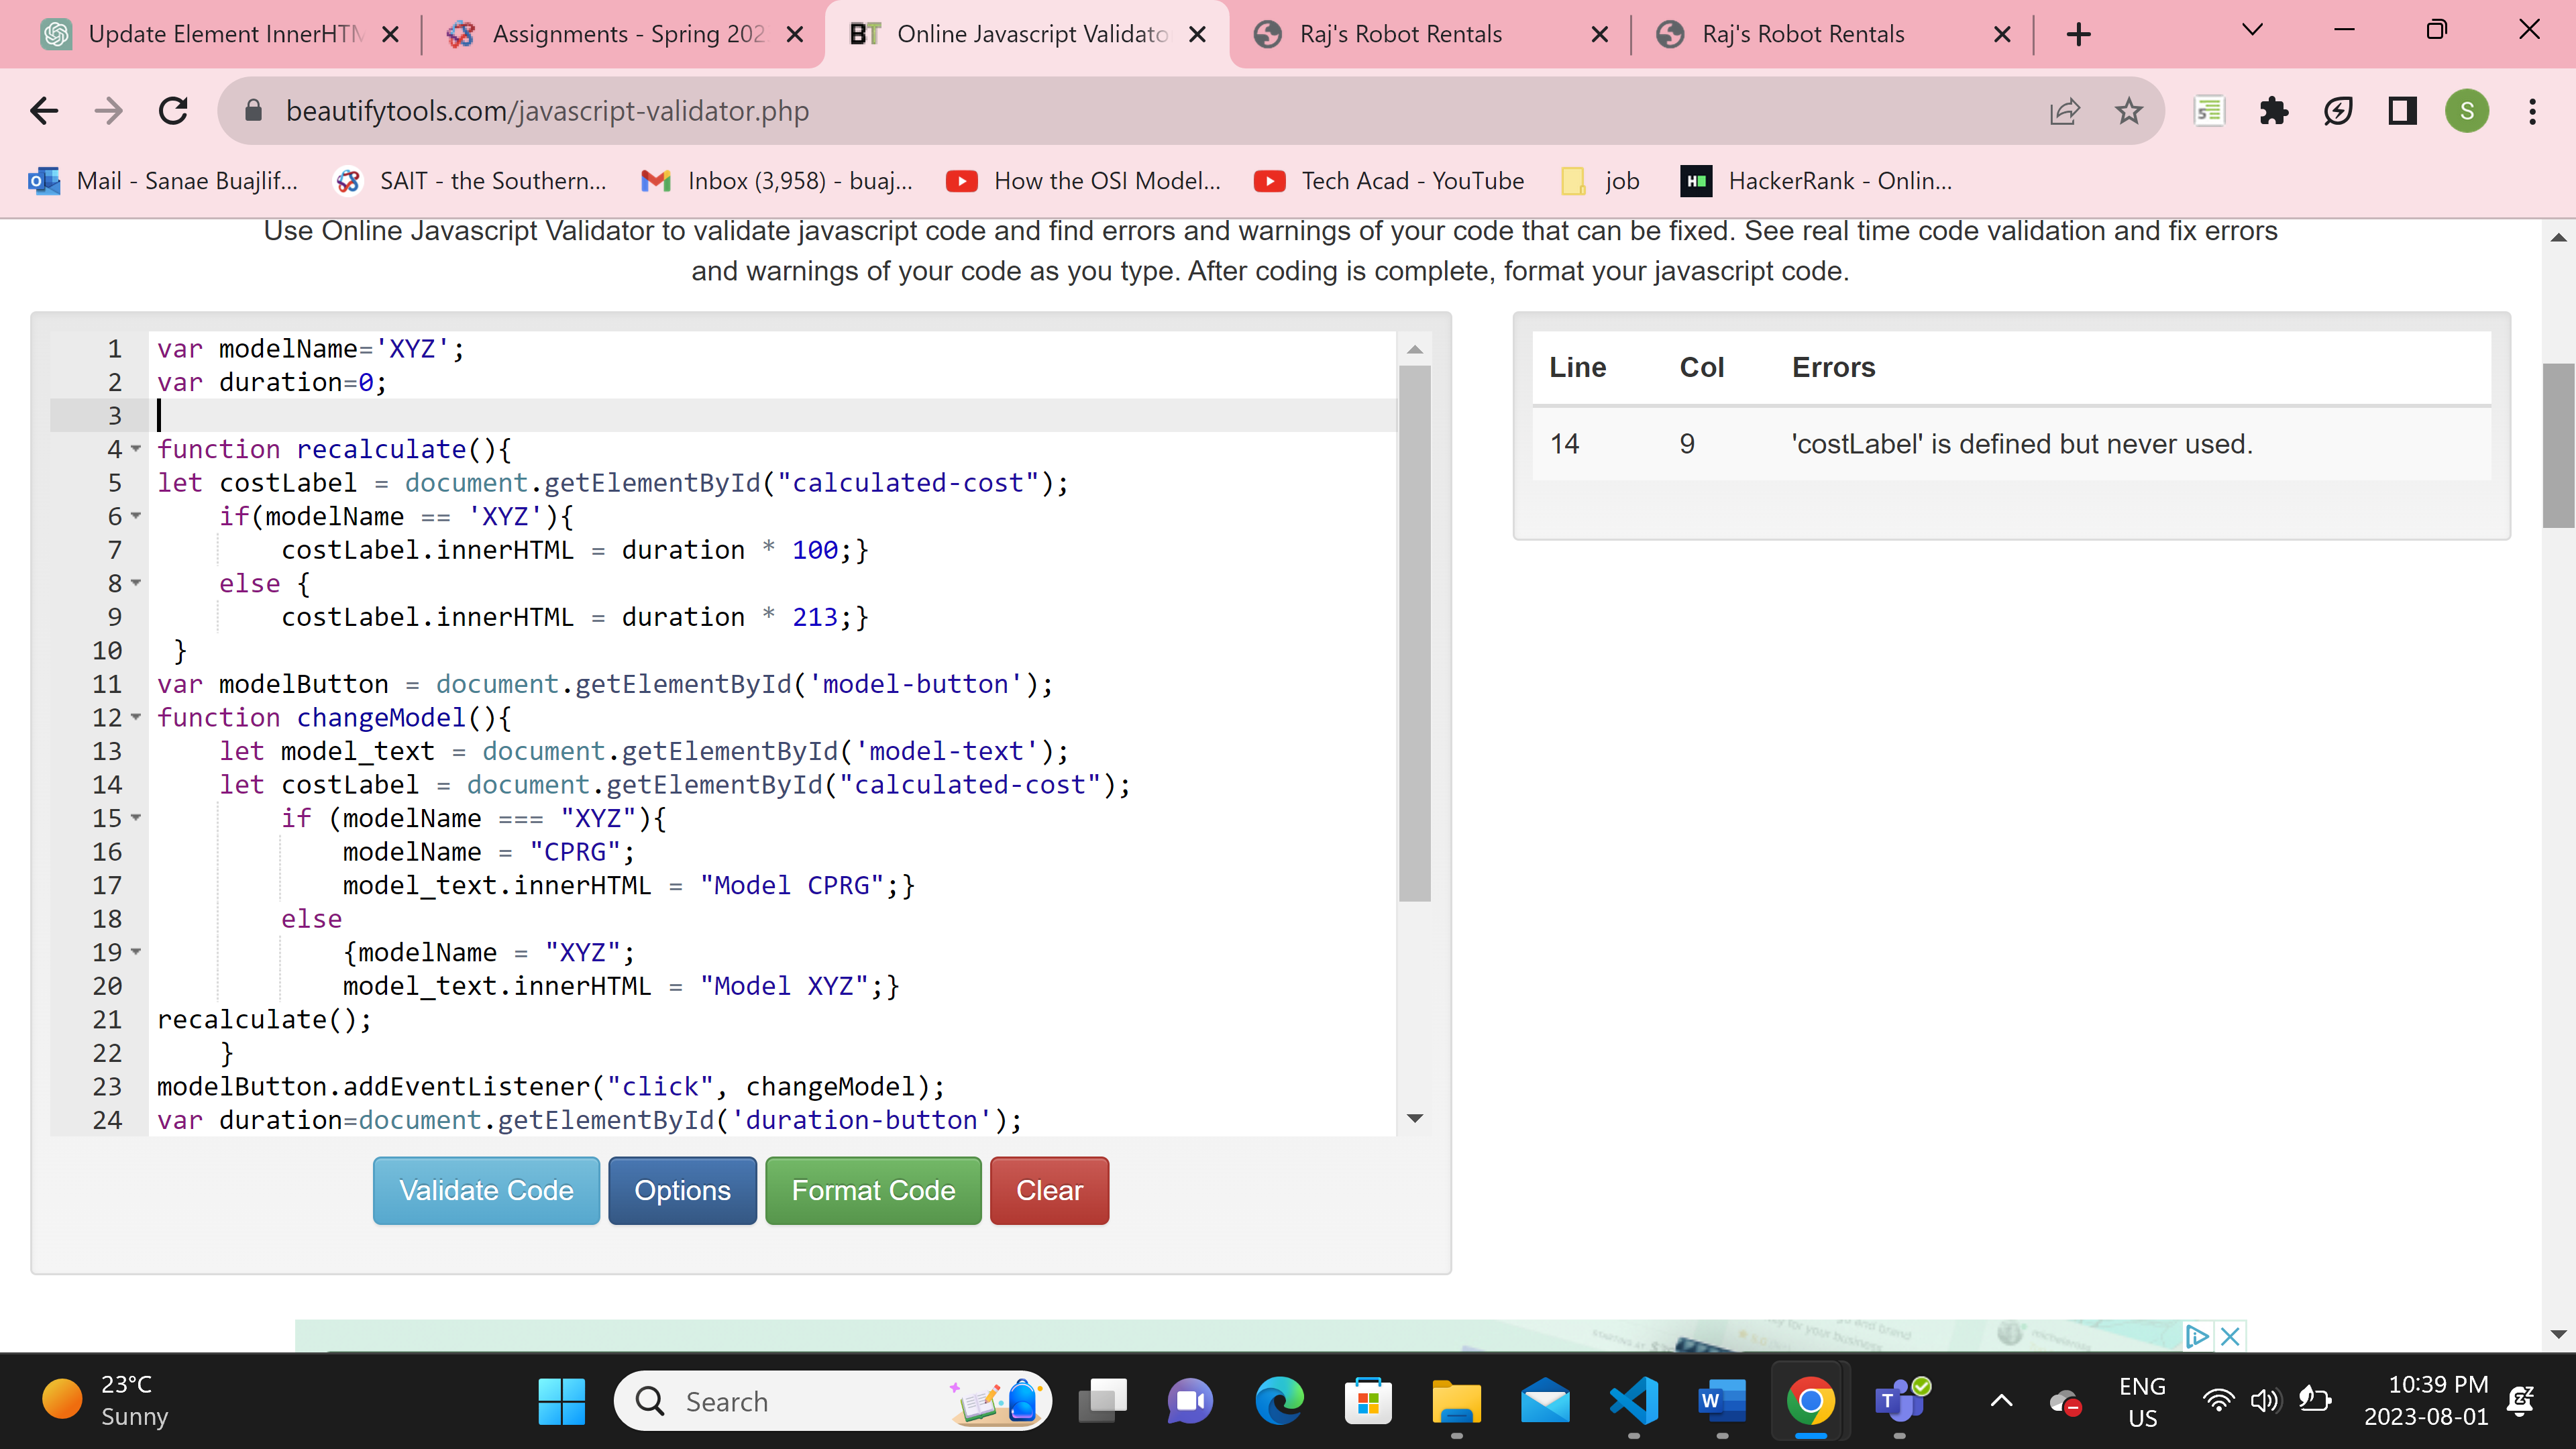 Update Element InnerHTM
Assignments - Spring 202
BT Online Javascript Validato
Raj's Robot Rentals
Raj's Robot Rentals
beautifytools.com/javascript-validator.php
S
Mail - Sanae Buajlif...
SAIT - the Southern...
Inbox (3,958) - buaj...
How the OSI Model...
Tech Acad - YouTube
job
HackerRank - Onlin...
Use Online Javascript Validator to validate javascript code and find errors and warnings of your code that can be fixed. See real time code validation and fix errors
and warnings of your code as you type. After coding is complete, format your javascript code.
1 var modelName='XYZ';
2 var duration=0;
3
4 function recalculate(){
5 let costLabel = document.getElementById("calculated-cost");
6 if(modelName == 'XYZ'){
7 costLabel.innerHTML = duration * 100;}
8 else {
9 costLabel.innerHTML = duration * 213;}
10 }
11 var modelButton = document.getElementById('model-button');
12 function changeModel(){
13 let model_text = document.getElementById('model-text');
14 let costLabel = document.getElementById("calculated-cost");
15 if (modelName === "XYZ"){
16 modelName = "CPRG";
17 model_text.innerHTML = "Model CPRG";}
18 else
19 {modelName = "XYZ";
20 model_text.innerHTML = "Model XYZ";}
21 recalculate();
22 }
23 modelButton.addEventListener("click", changeModel);
24 var duration=document.getElementById('duration-button');
Line Col Errors
14 9 'costLabel' is defined but never used.
Validate Code
Options
Format Code
Clear
23°C
Sunny
Search
ENG
US
10:39 PM
2023-08-01